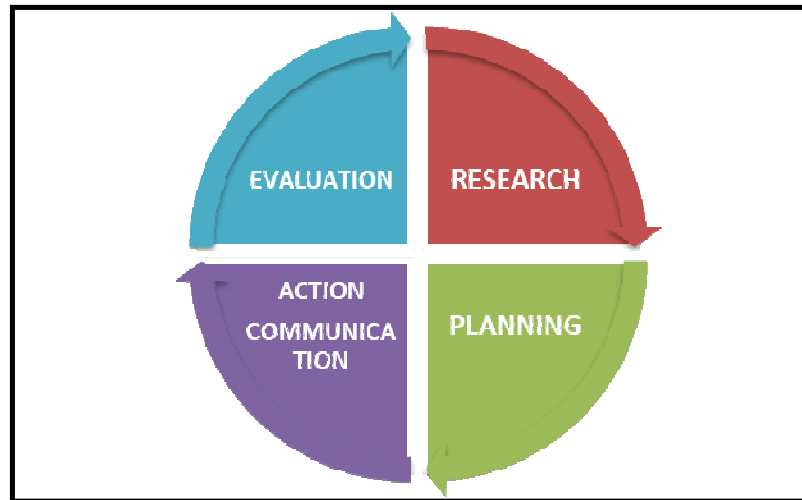 EVALUATION
RESEARCH
ACTION
COMMUNICA
TION
PLANNING